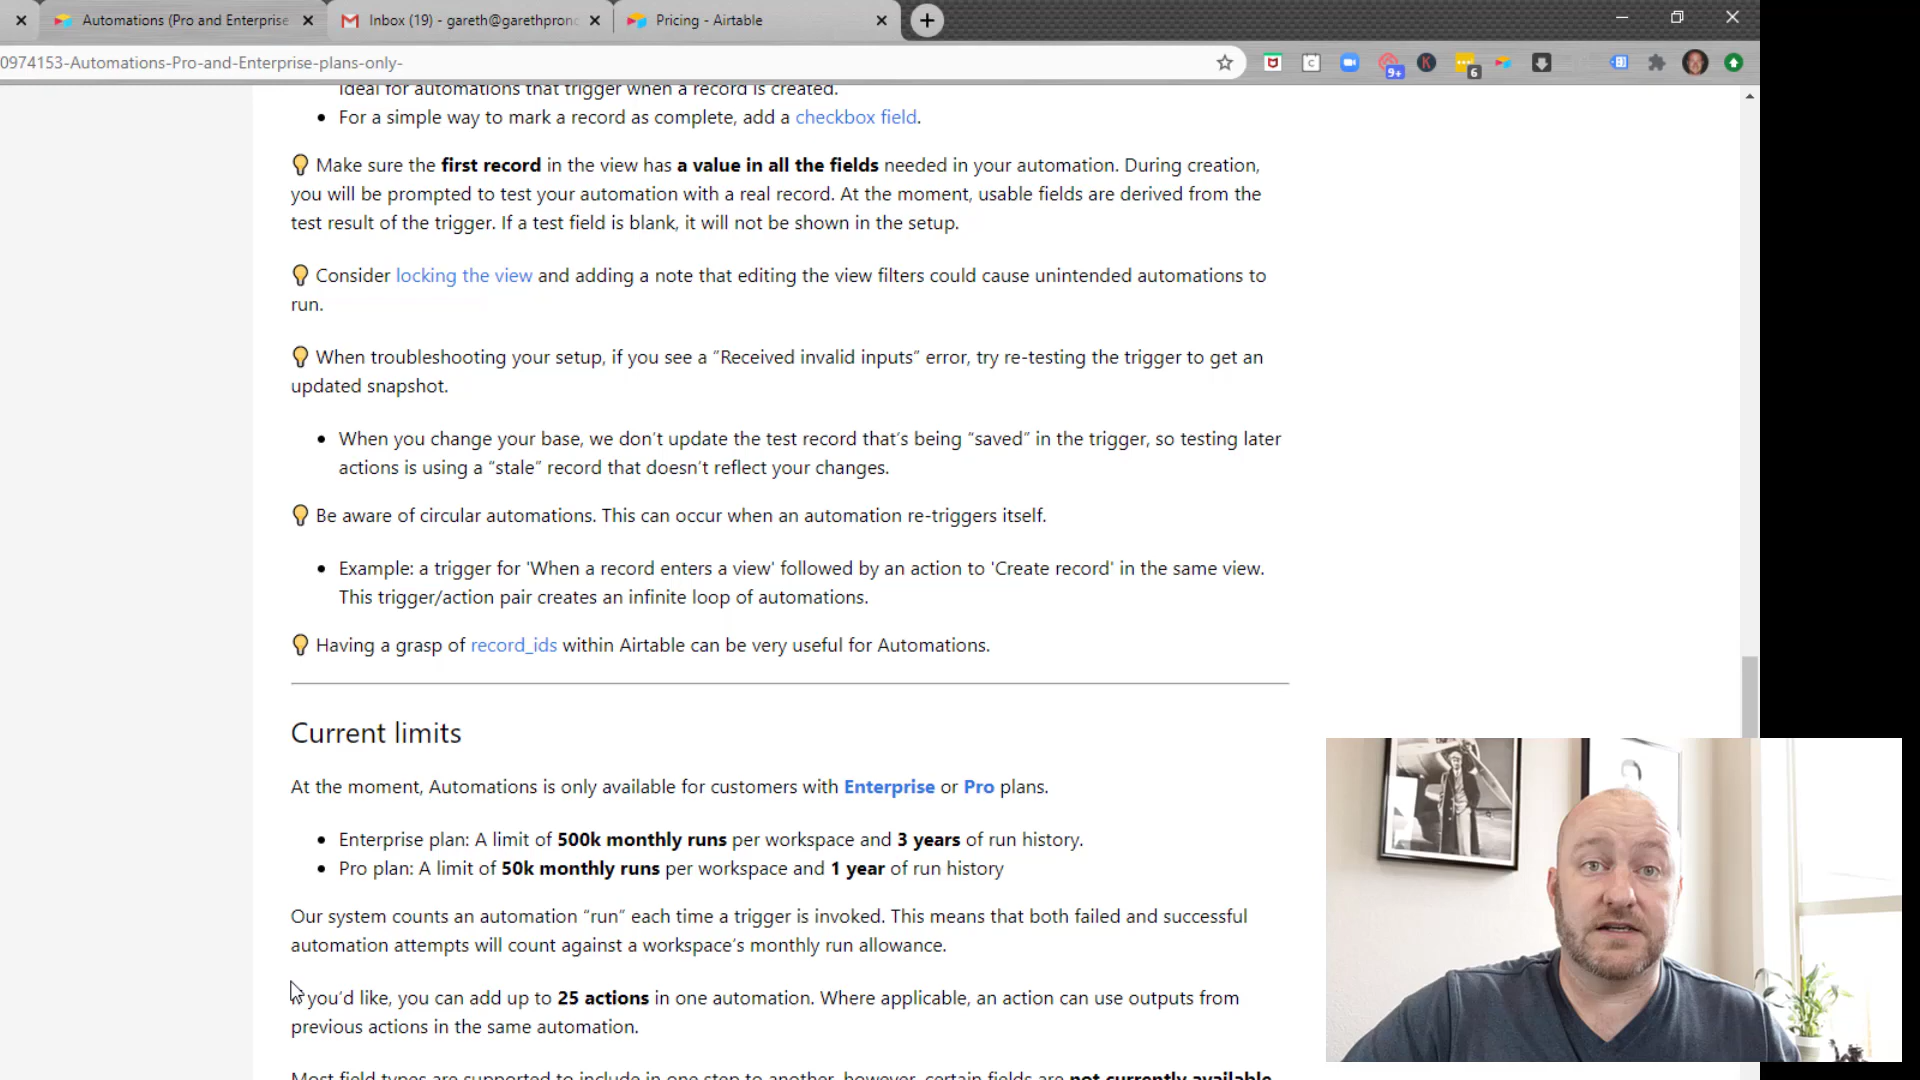 Automations (Pro and Enterprise
Inbox (19) - gareth@garethpron
Pricing - Airtable
0974153-Automations-Pro-and-Enterprise-plans-only-
9+
6
Ideal for automations that trigger when a record is created.
• For a simple way to mark a record as complete, add a checkbox field.
Make sure the first record in the view has a value in all the fields needed in your automation. During creation,
you will be prompted to test your automation with a real record. At the moment, usable fields are derived from the
test result of the trigger. If a test field is blank, it will not be shown in the setup.
Consider locking the view and adding a note that editing the view filters could cause unintended automations to
run.
When troubleshooting your setup, if you see a “Received invalid inputs” error, try re-testing the trigger to get an
updated snapshot.
• When you change your base, we don’t update the test record that’s being “saved” in the trigger, so testing later
actions is using a “stale” record that doesn’t reflect your changes.
Be aware of circular automations. This can occur when an automation re-triggers itself.
• Example: a trigger for 'When a record enters a view' followed by an action to 'Create record' in the same view.
This trigger/action pair creates an infinite loop of automations.
Having a grasp of record_ids within Airtable can be very useful for Automations.
Current limits
At the moment, Automations is only available for customers with Enterprise or Pro plans.
• Enterprise plan: A limit of 500k monthly runs per workspace and 3 years of run history.
• Pro plan: A limit of 50k monthly runs per workspace and 1 year of run history
Our system counts an automation “run” each time a trigger is invoked. This means that both failed and successful
automation attempts will count against a workspace’s monthly run allowance.
you’d like, you can add up to 25 actions in one automation. Where applicable, an action can use outputs from
previous actions in the same automation.
Most field types are supported to include in one step to another, however, certain fields are not currently available